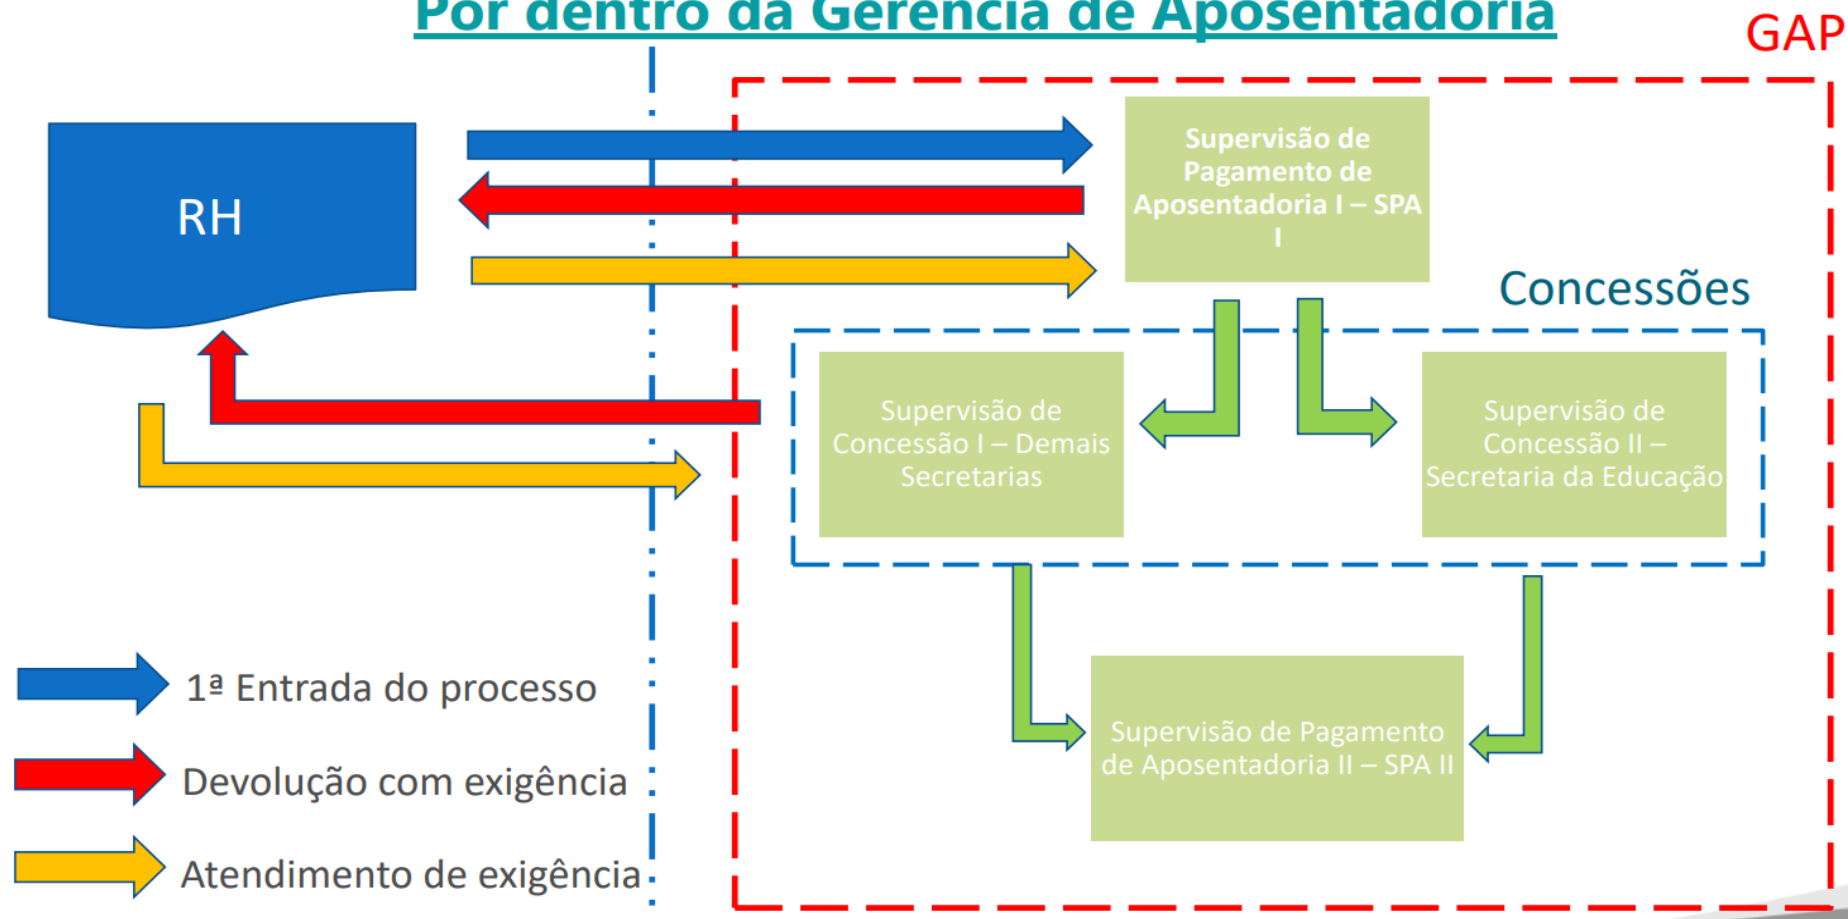 Por dentro da Gerência de Aposentadoria
GAP
RH
Supervisão de
Pagamento de
Aposentadoria I – SPA
I
Concessões
Supervisão de
Concessão I – Demais
Secretarias
Supervisão de
Concessão II –
Secretaria da Educação
Supervisão de Pagamento
de Aposentadoria II – SPA II
1ª Entrada do processo
Devolução com exigência
Atendimento de exigência